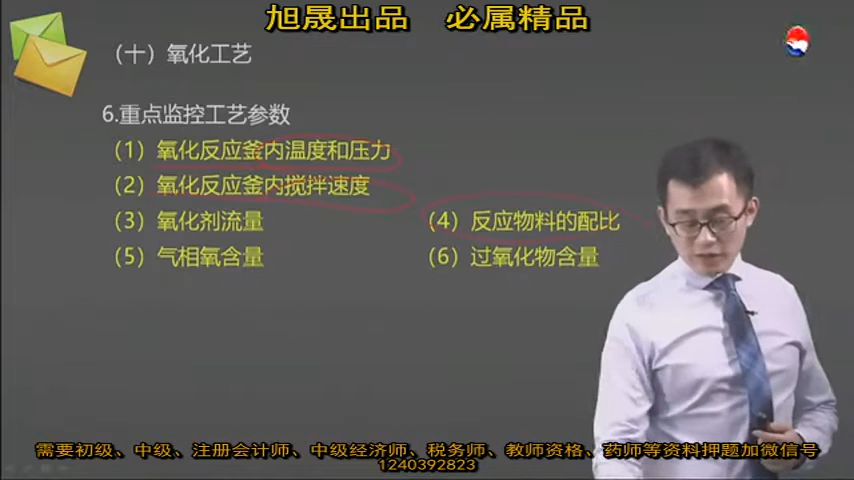 旭晟出品 必属精品
（十）氧化工艺
6.重点监控工艺参数
（1）氧化反应釜内温度和压力
（2）氧化反应釜内搅拌速度
（3）氧化剂流量
（4）反应物料的配比
（5）气相氧含量
（6）过氧化物含量
需要初级、中级、注册会计师、中级经济师、税务师、教师资格、药师等资料押题加微信号
1240392823